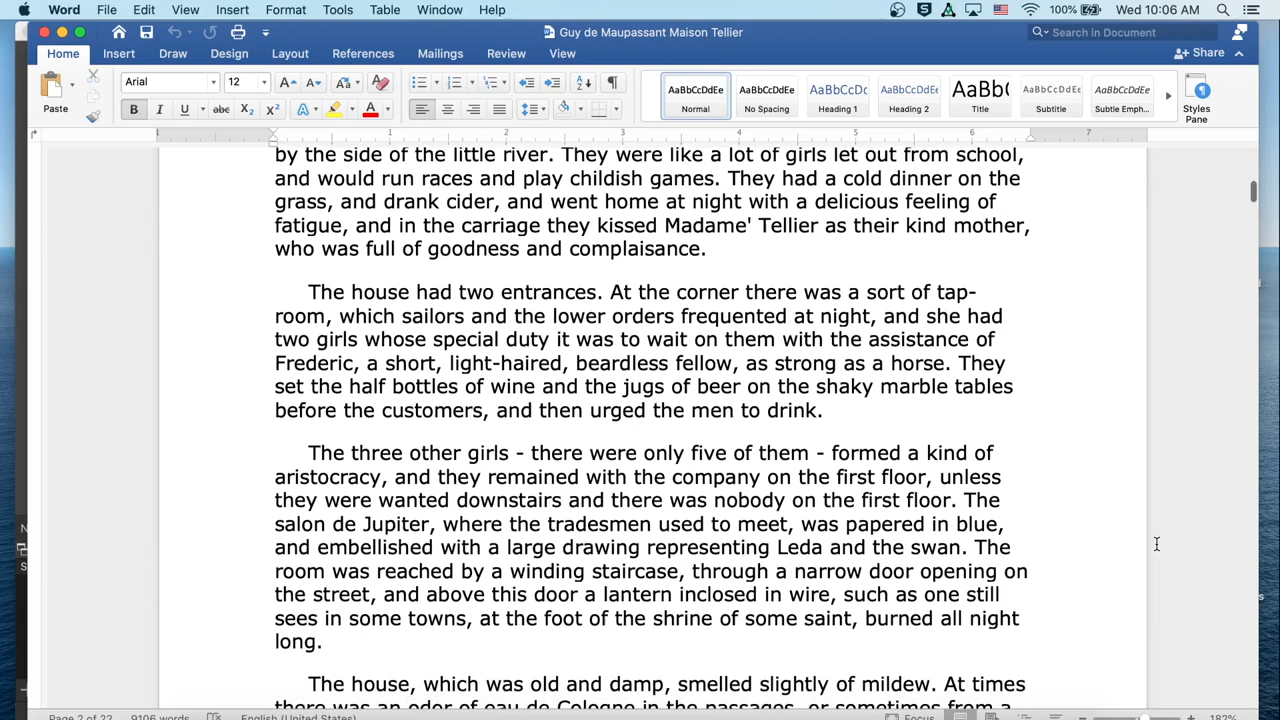 Word File Edit View Insert Format Tools Table Window Help 100% Wed 10:06 AM
Guy de Maupassant Maison Tellier
Search in Document
Home Insert Draw Design Layout References Mailings Review View
Share
Paste
Arial 12
AaBbCcDdEe Normal
AaBbCcDdEe No Spacing
AaBbCcDc Heading 1
AaBbCcDdEe Heading 2
AaBb( Title
AaBbCcDdEe Subtitle
AaBbCcDdEe Subtle Emph...
Styles Pane
1 1 2 3 4 5 6 7
by the side of the little river. They were like a lot of girls let out from school,
and would run races and play childish games. They had a cold dinner on the
grass, and drank cider, and went home at night with a delicious feeling of
fatigue, and in the carriage they kissed Madame' Tellier as their kind mother,
who was full of goodness and complaisance.
The house had two entrances. At the corner there was a sort of tap-
room, which sailors and the lower orders frequented at night, and she had
two girls whose special duty it was to wait on them with the assistance of
Frederic, a short, light-haired, beardless fellow, as strong as a horse. They
set the half bottles of wine and the jugs of beer on the shaky marble tables
before the customers, and then urged the men to drink.
The three other girls - there were only five of them - formed a kind of
aristocracy, and they remained with the company on the first floor, unless
they were wanted downstairs and there was nobody on the first floor. The
salon de Jupiter, where the tradesmen used to meet, was papered in blue,
and embellished with a large drawing representing Leda and the swan. The
room was reached by a winding staircase, through a narrow door opening on
the street, and above this door a lantern inclosed in wire, such as one still
sees in some towns, at the foot of the shrine of some saint, burned all night
long.
The house, which was old and damp, smelled slightly of mildew. At times
there was an odor of eau de Cologne in the passages, or sometimes from a
Page 2 of 22 9106 words English (United States) Focus 182%